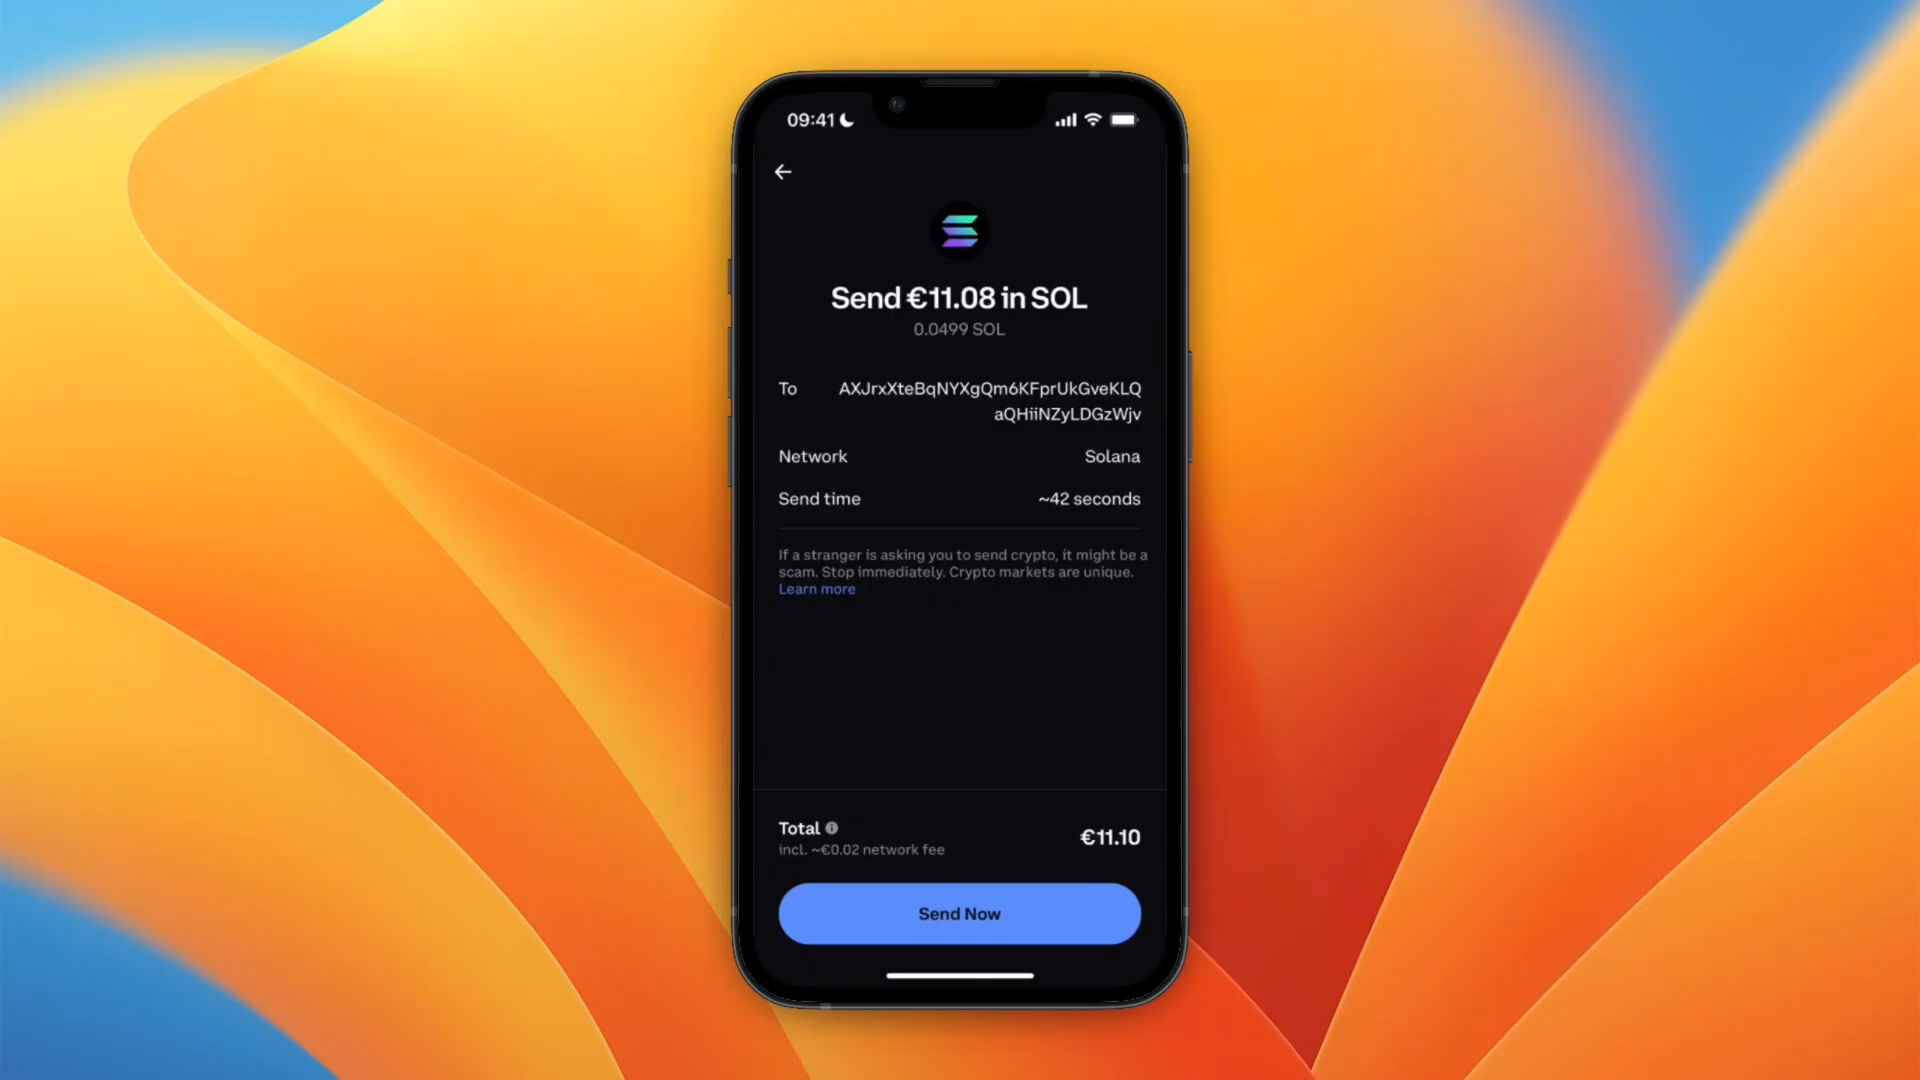 09:41
Send €11.08 in SOL
0.0499 SOL
To AXJrxXteBqNYXgQm6KFprUkGveKLQ
aQHiiNZyLDGzWjv
Network Solana
Send time ~42 seconds
If a stranger is asking you to send crypto, it might be a
scam. Stop immediately. Crypto markets are unique.
Learn more
Total €11.10
incl. ~€0.02 network fee
Send Now